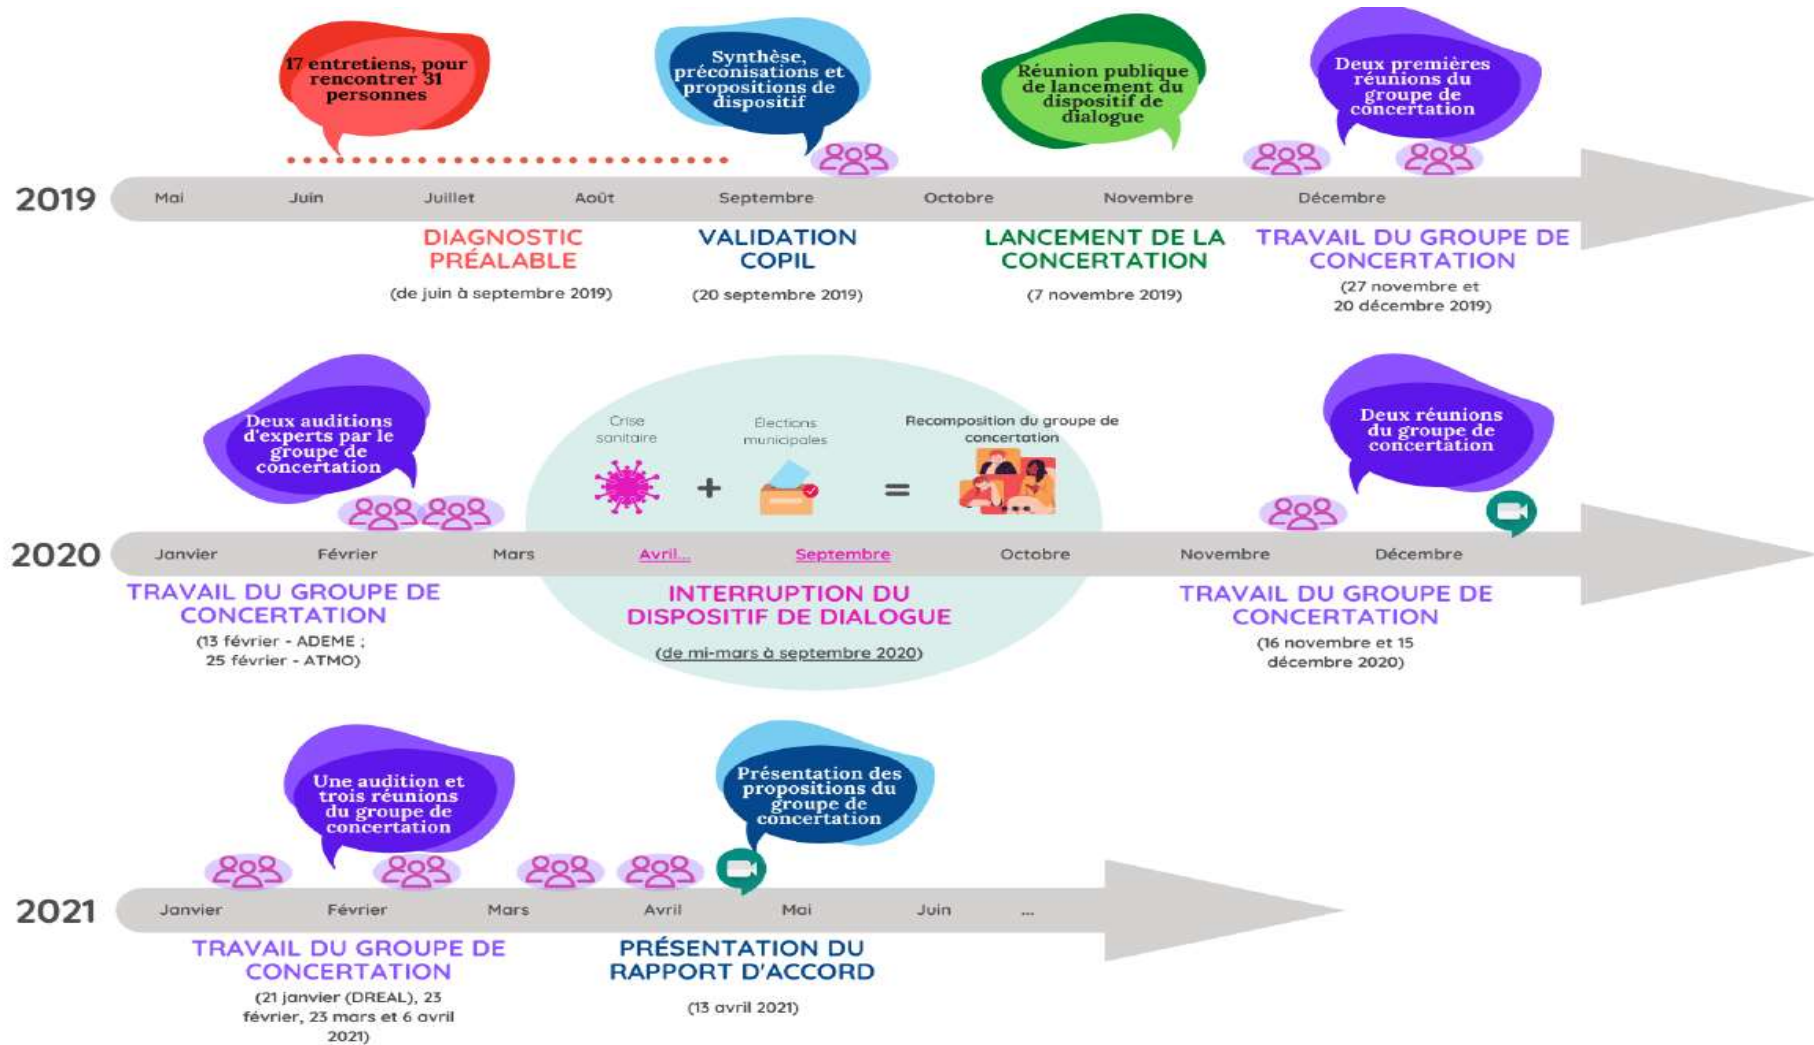 17 entretiens, pour
rencontrer 31
personnes
Synthèse,
préconisations et
propositions de
dispositif
Réunion publique
de lancement du
dispositif de
dialogue
Deux premières
réunions du
groupe de
concertation
2019
Mai
Juin
Juillet
Août
Septembre
Octobre
Novembre
Décembre
DIAGNOSTIC
PRÉALABLE
(de juin à septembre 2019)
VALIDATION
COPIL
(20 septembre 2019)
LANCEMENT DE LA
CONCERTATION
(7 novembre 2019)
TRAVAIL DU GROUPE DE
CONCERTATION
(27 novembre et
20 décembre 2019)
Deux auditions
d'experts par le
groupe de
concertation
Crise
sanitaire
+
Élections
municipales
=
Recomposition du groupe de
concertation
Deux réunions
du groupe de
concertation
2020
Janvier
Février
Mars
Avril...
Septembre
Octobre
Novembre
Décembre
TRAVAIL DU GROUPE DE
CONCERTATION
(13 février - ADEME ;
25 février - ATMO)
INTERRUPTION DU
DISPOSITIF DE DIALOGUE
(de mi-mars à septembre 2020)
TRAVAIL DU GROUPE DE
CONCERTATION
(16 novembre et 15
décembre 2020)
Une audition et
trois réunions
du groupe de
concertation
Présentation des
propositions du
groupe de
concertation
2021
Janvier
Février
Mars
Avril
Mai
Juin
...
TRAVAIL DU GROUPE DE
CONCERTATION
(21 janvier (DREAL), 23
février, 23 mars et 6 avril
2021)
PRÉSENTATION DU
RAPPORT D'ACCORD
(13 avril 2021)